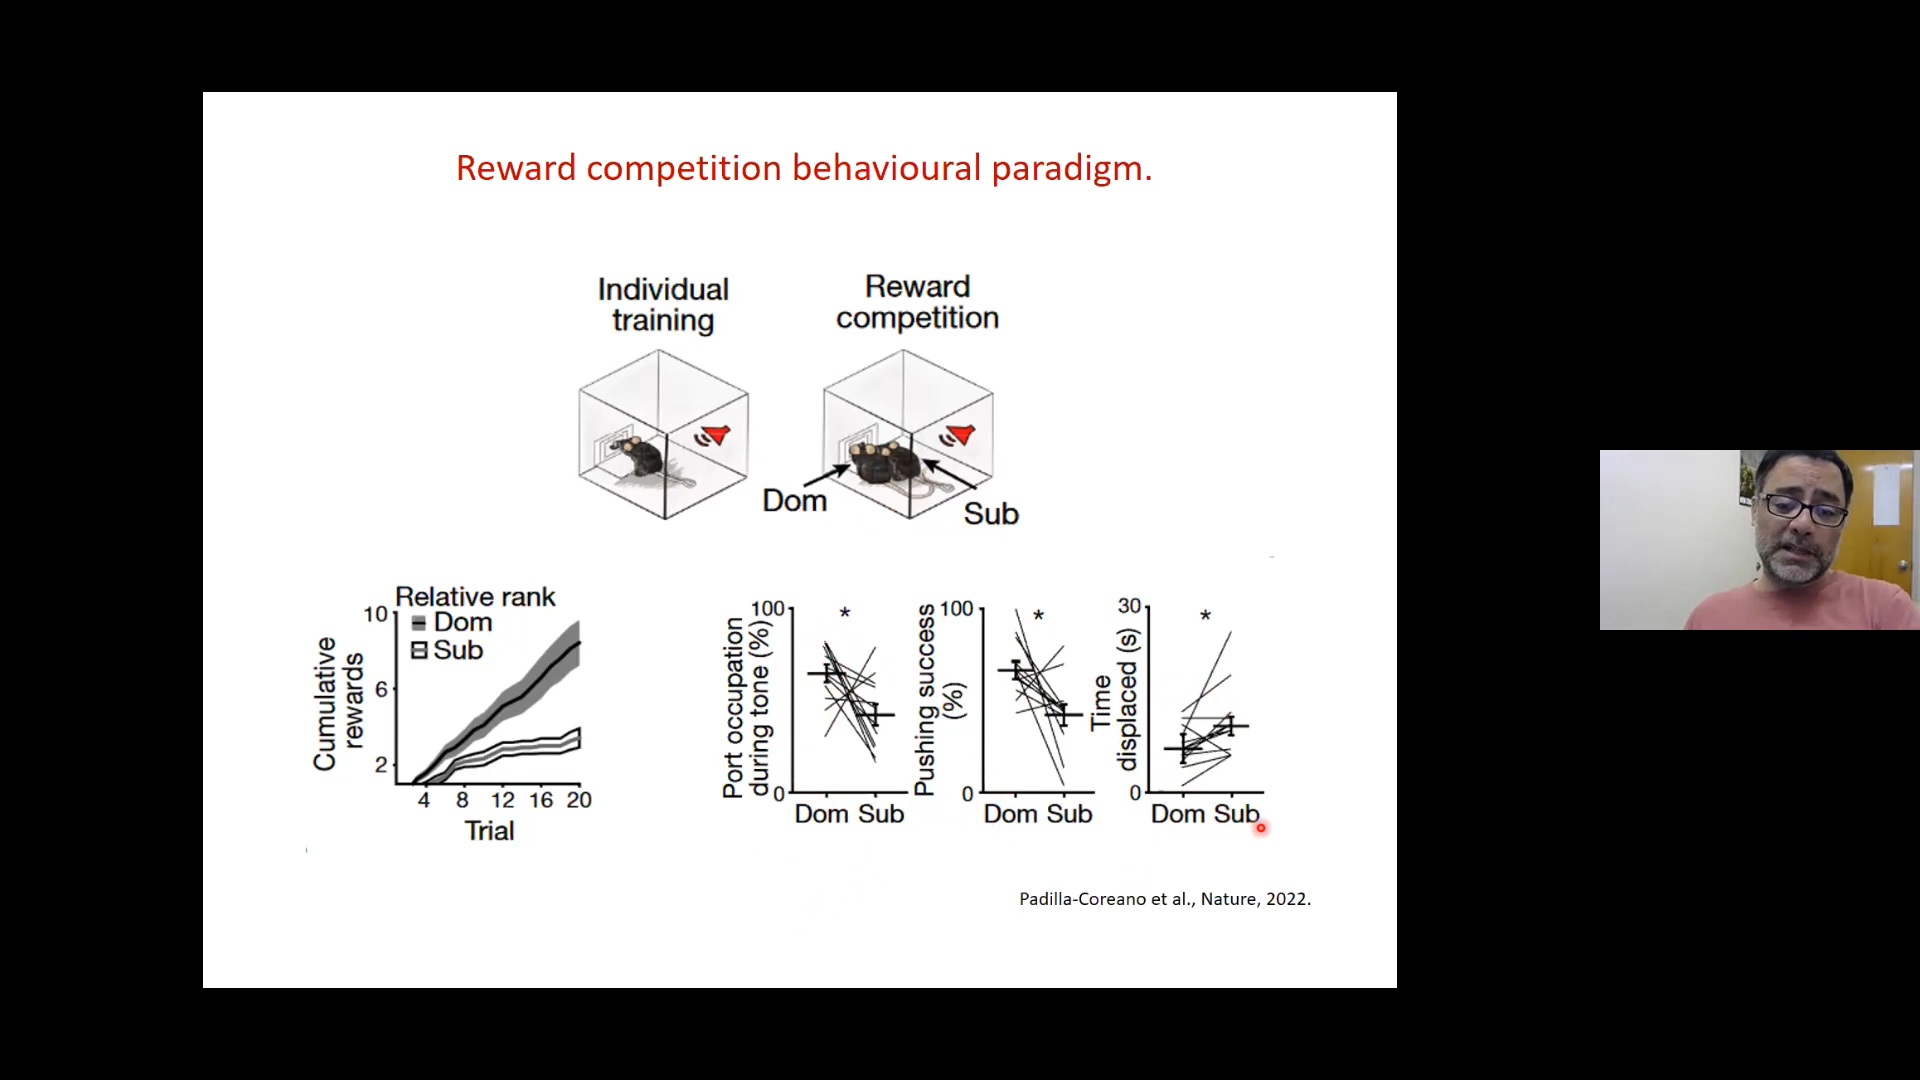 Reward competition behavioural paradigm.
Individual
training
Reward
competition
Dom
Sub
Relative rank
Dom
Sub
Cumulative
rewards
10
6
2
4 8 12 16 20
Trial
Port occupation
during tone (%)
100
*
0
Dom Sub
Pushing success
(%)
100
*
0
Dom Sub
Time
displaced (s)
30
*
0
Dom Sub
Padilla-Coreano et al., Nature, 2022.